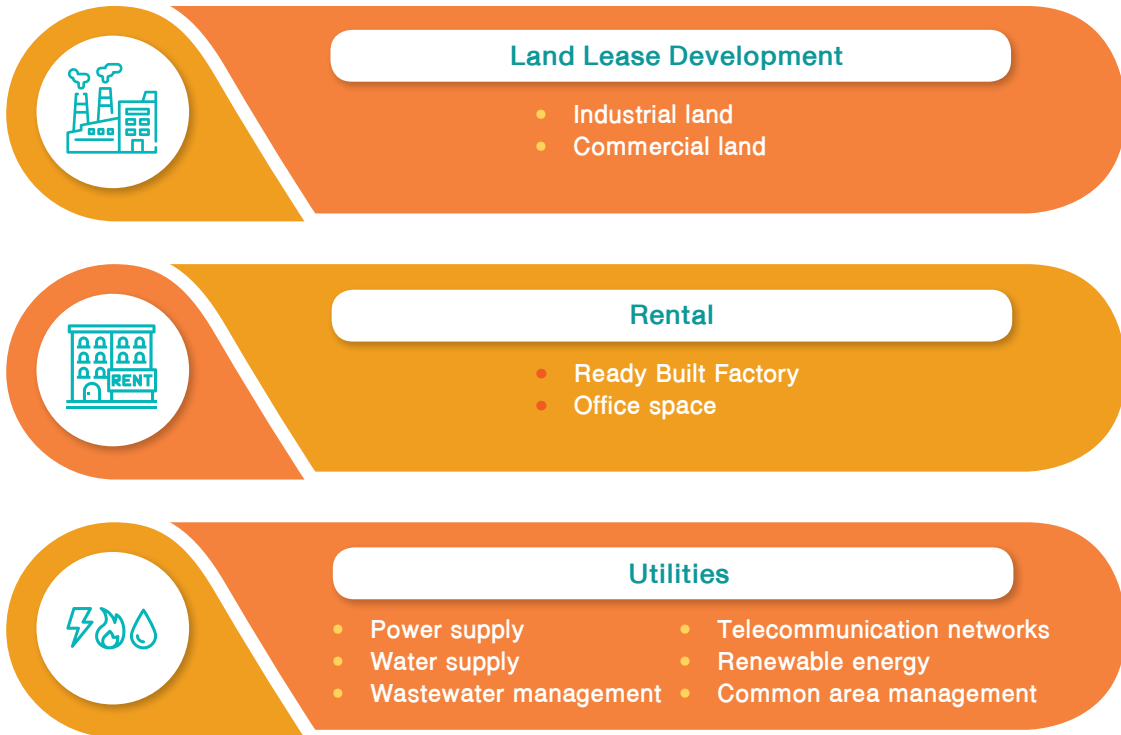 Land Lease Development
• Industrial land
• Commercial land
RENT
Rental
• Ready Built Factory
• Office space
Utilities
• Power supply
• Water supply
• Wastewater management
• Telecommunication networks
• Renewable energy
• Common area management